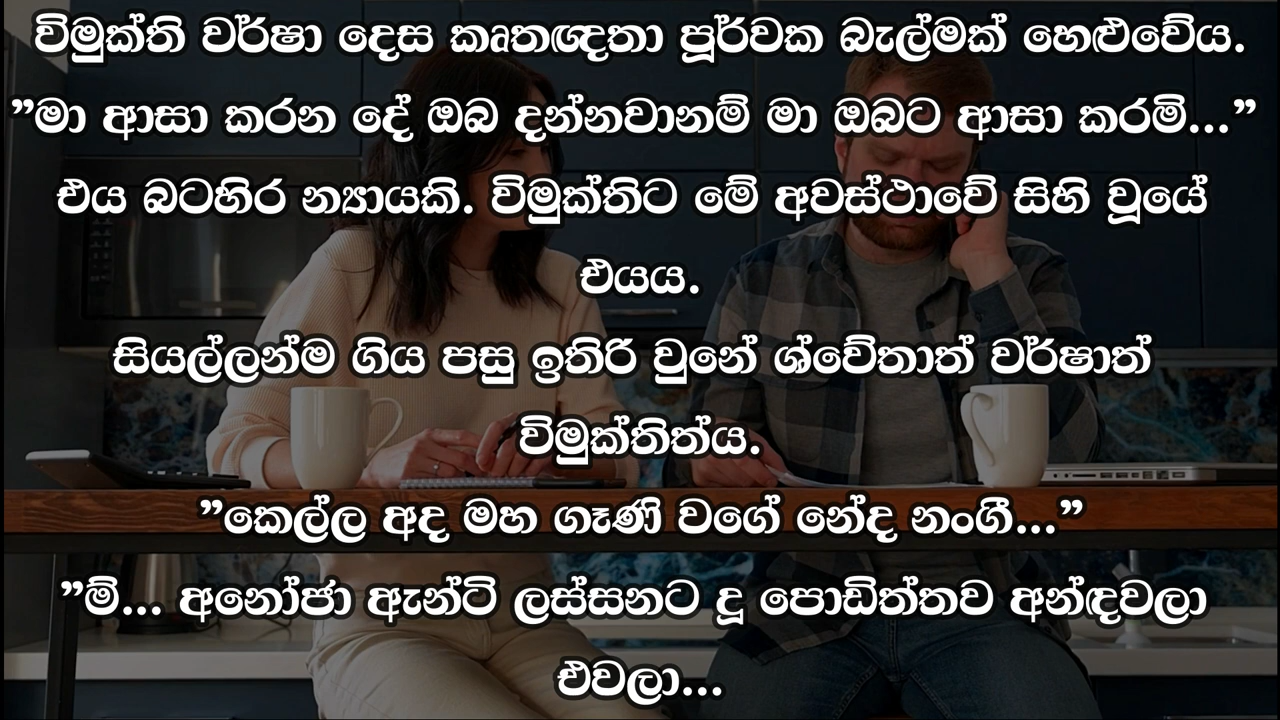 විමුක්ති වර්ෂා දෙස කෘතඥතා පූර්වක බැල්මක් හෙළුවේය.
”මා ආසා කරන දේ ඔබ දන්නවානම් මා ඔබට ආසා කරමි...”
එය බටහිර න්‍යායකි. විමුක්තිට මේ අවස්ථාවේ සිහි වූයේ
එයය.
සියල්ලන්ම ගිය පසු ඉතිරි වුනේ ශ්වේතාත් වර්ෂාත්
විමුක්තිත්ය.
”කෙල්ල අද මහ ගෑණි වගේ නේද නංගී...”
”ම්... අනෝජා ඇන්ටි ලස්සනට දූ පොඩිත්තව අන්ඳවලා
එවලා...